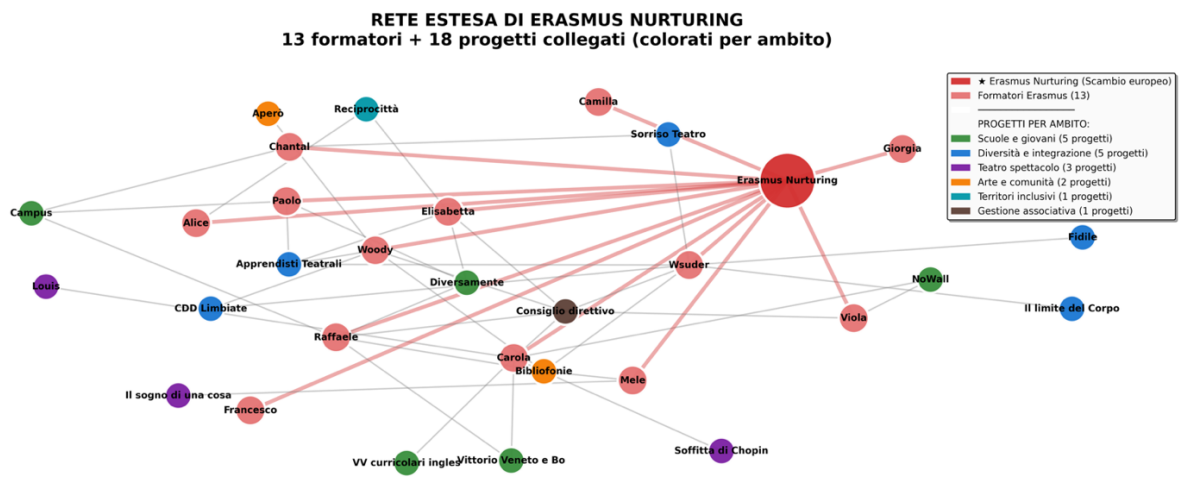 RETE ESTESA DI ERASMUS NURTURING
13 formatori + 18 progetti collegati (colorati per ambito)
★ Erasmus Nurturing (Scambio europeo)
Formatori Erasmus (13)
PROGETTI PER AMBITO:
Scuole e giovani (5 progetti)
Diversità e integrazione (5 progetti)
Teatro spettacolo (3 progetti)
Arte e comunità (2 progetti)
Territori inclusivi (1 progetti)
Gestione associativa (1 progetti)
Camilla
Reciprocità
Aperò
Sorriso Teatro
Chantal
Giorgia
Erasmus Nurturing
Paolo
Elisabetta
Campus
Alice
Fidile
Woody
Apprendisti Teatrali
Wsuder
NoWall
Diversamente
Louis
CDD Limbiate
Consiglio direttivo
Il limite del Corpo
Viola
Raffaele
Carola
Bibliofonie
Mele
Il sogno di una cosa
Francesco
Soffitta di Chopin
VV curricolari ingles
Vittorio Veneto e Bo